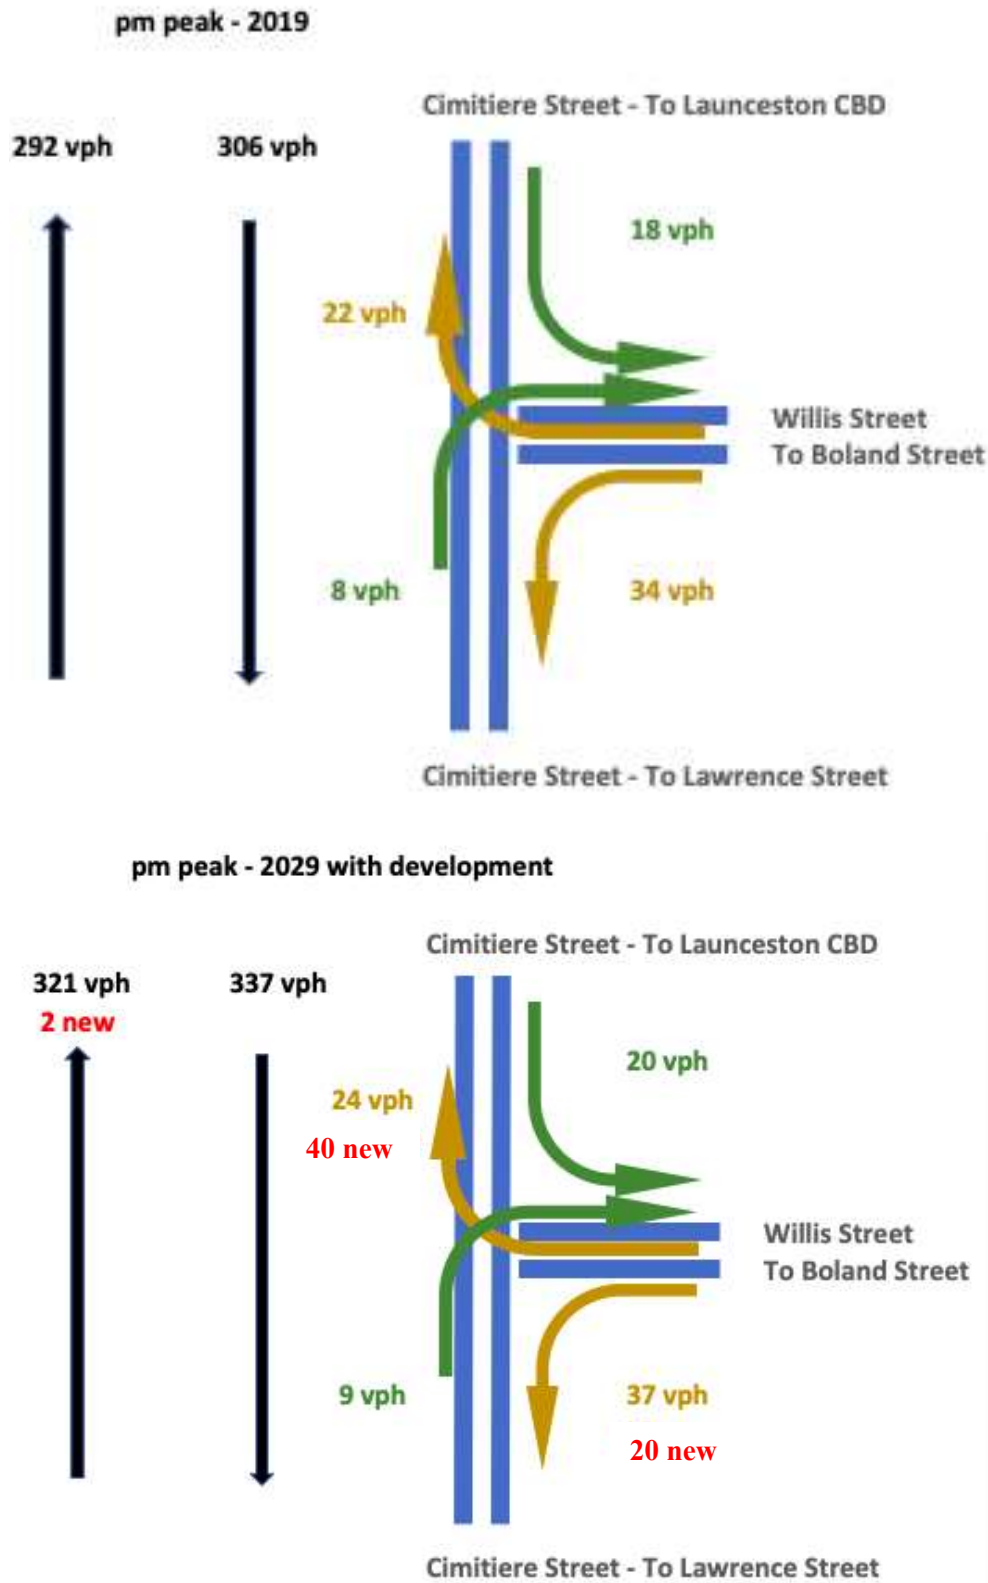 pm peak - 2019
Cimitiere Street - To Launceston CBD
292 vph
306 vph
18 vph
22 vph
Willis Street
To Boland Street
8 vph
34 vph
Cimitiere Street - To Lawrence Street
pm peak - 2029 with development
Cimitiere Street - To Launceston CBD
321 vph
2 new
337 vph
20 vph
24 vph
40 new
Willis Street
To Boland Street
9 vph
37 vph
20 new
Cimitiere Street - To Lawrence Street